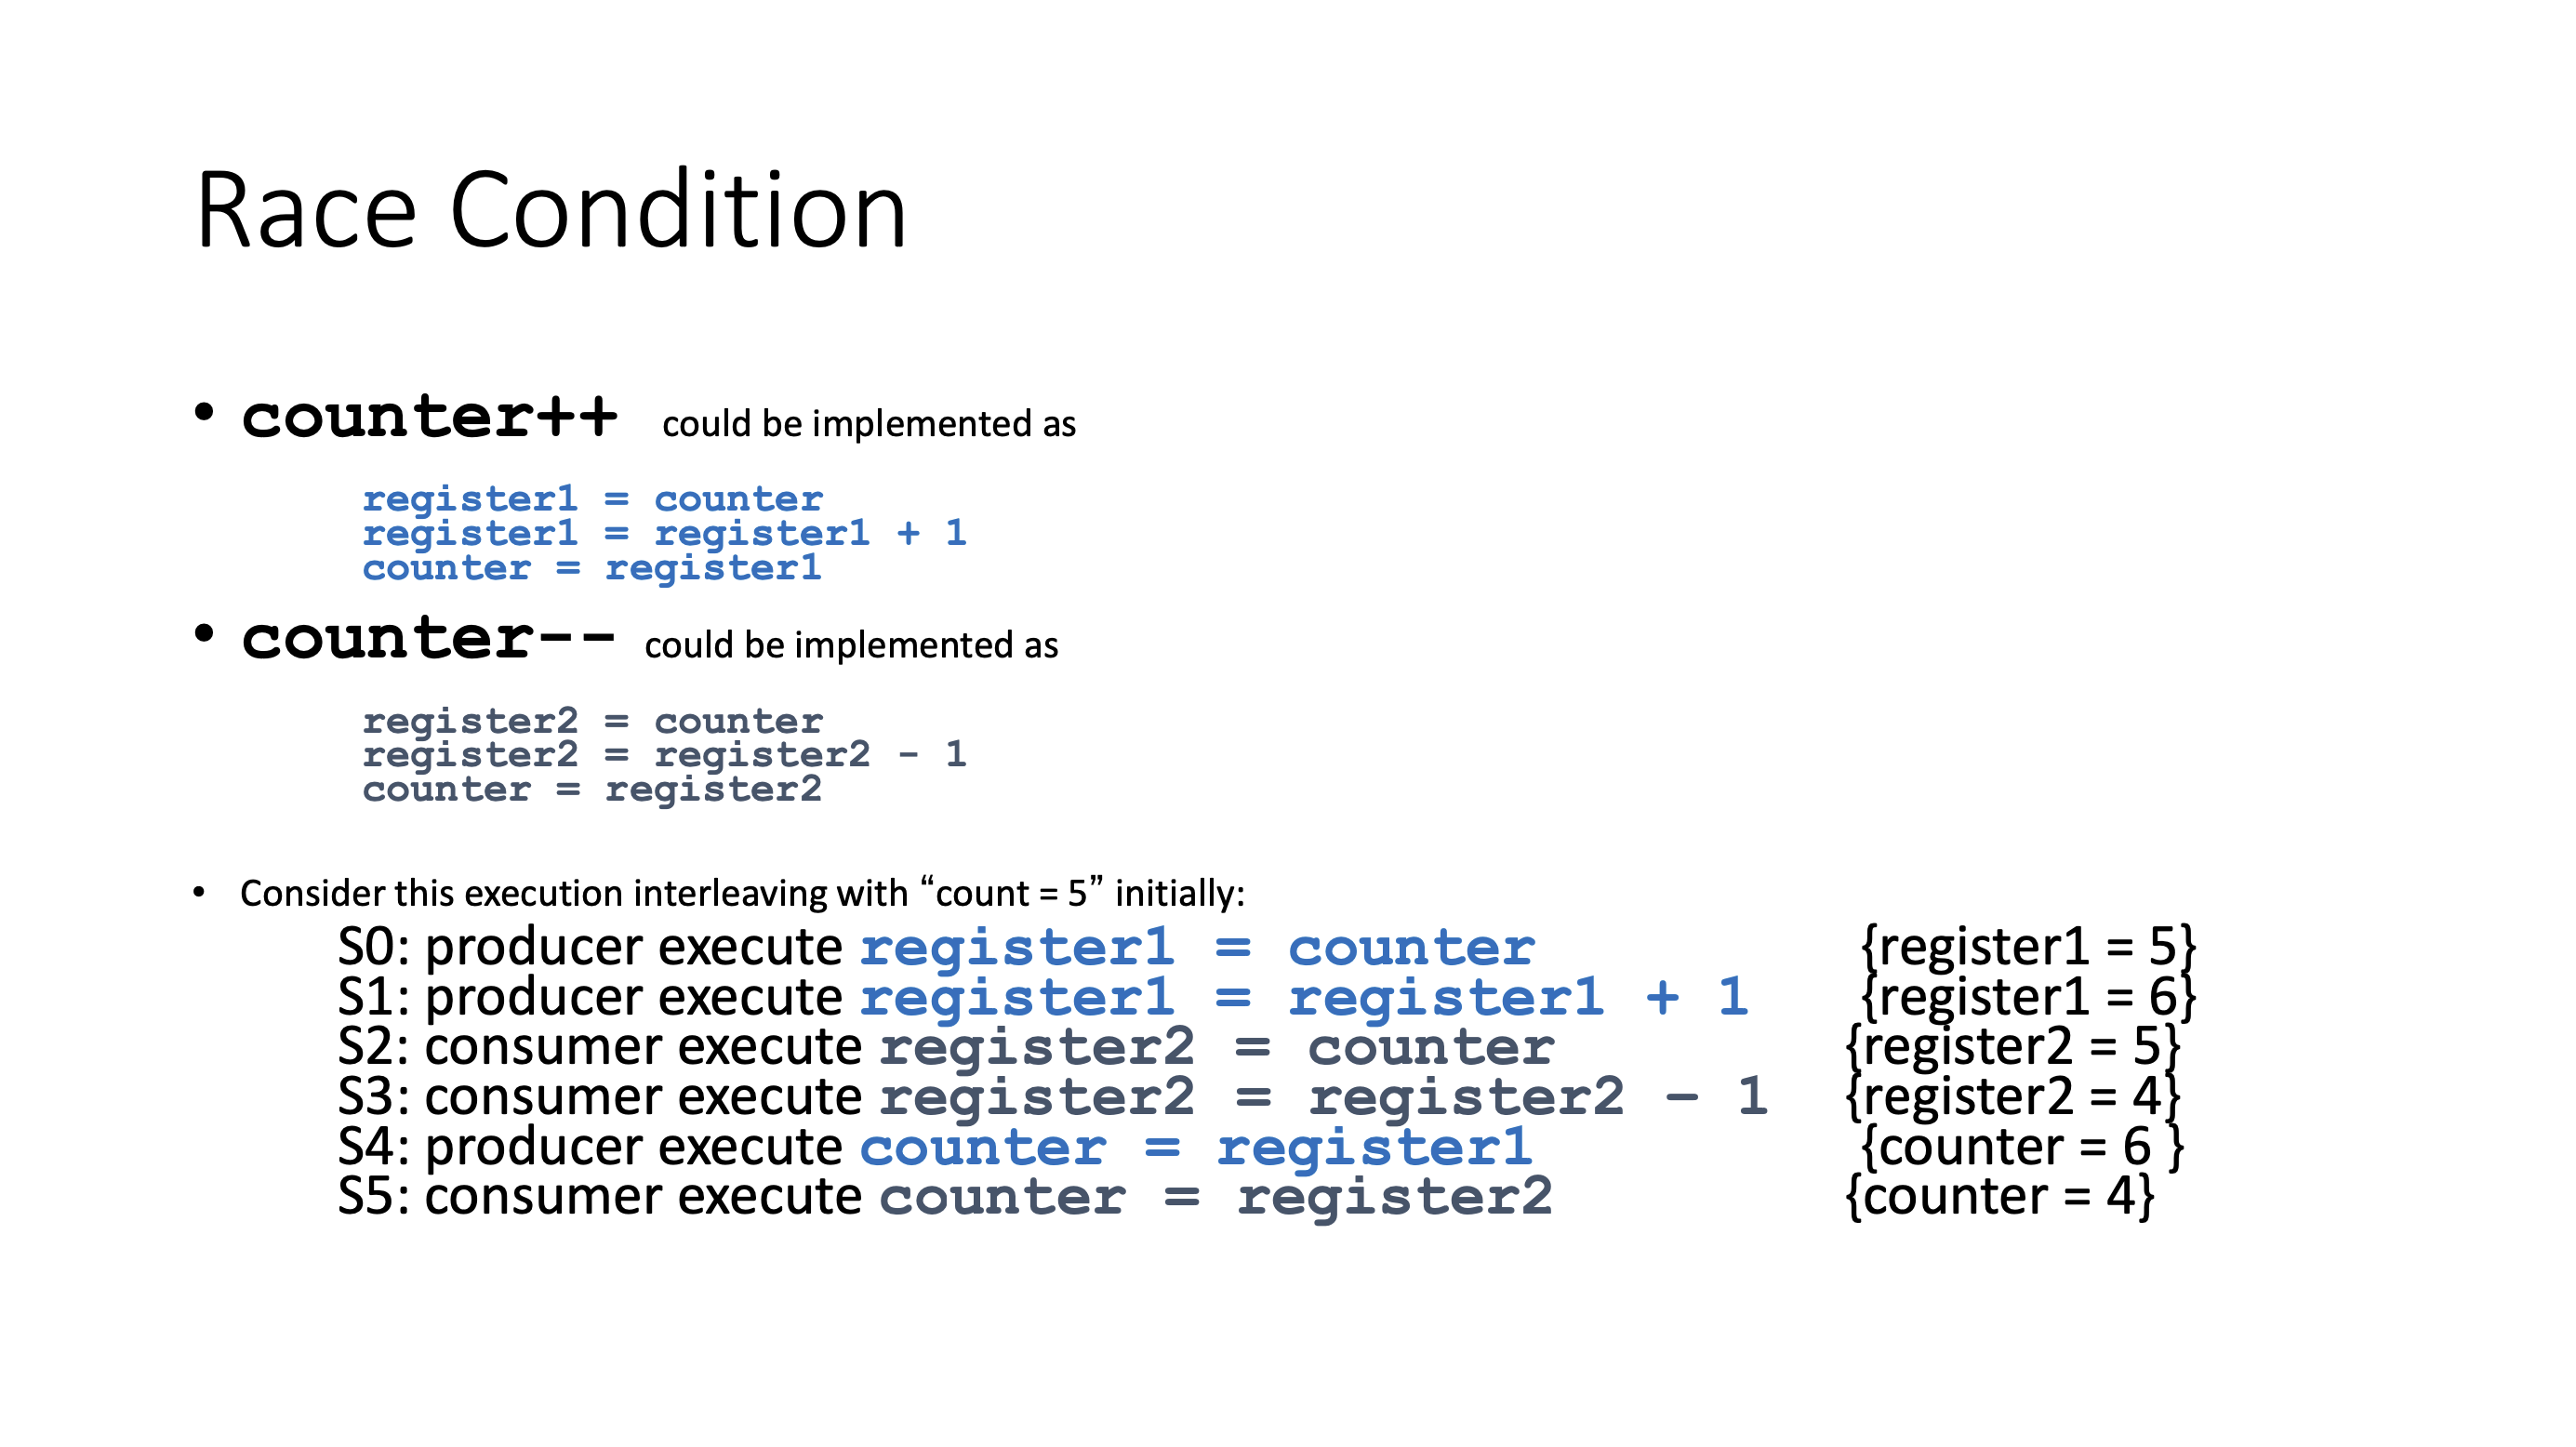 Race Condition
• counter++ could be implemented as
register1 = counter
register1 = register1 + 1
counter = register1
• counter-- could be implemented as
register2 = counter
register2 = register2 - 1
counter = register2
• Consider this execution interleaving with “count = 5” initially:
S0: producer execute register1 = counter {register1 = 5}
S1: producer execute register1 = register1 + 1 {register1 = 6}
S2: consumer execute register2 = counter {register2 = 5}
S3: consumer execute register2 = register2 - 1 {register2 = 4}
S4: producer execute counter = register1 {counter = 6 }
S5: consumer execute counter = register2 {counter = 4}